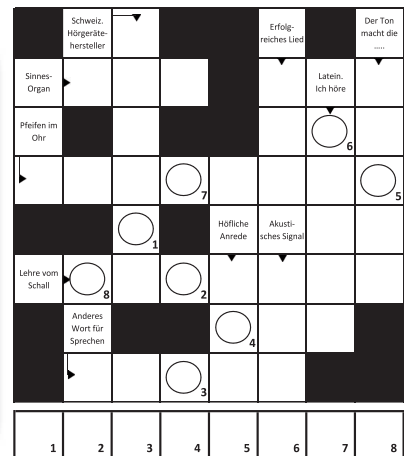 Schweiz.
Hörgeräte-
hersteller
Erfolg-
reiches Lied
Der Ton
macht die
.....
Sinnes-
Organ
Latein.
Ich höre
Pfeifen im
Ohr
6
7
5
1
Höfliche
Anrede
Akusti-
sches Signal
Lehre vom
Schall
8
2
Anderes
Wort für
Sprechen
4
3
1 2 3 4 5 6 7 8